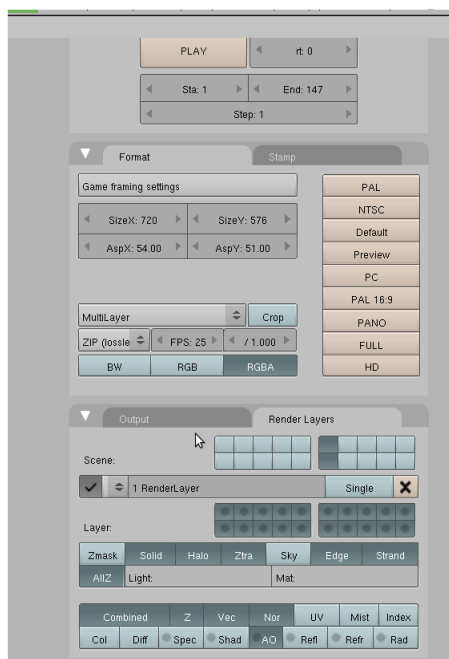 PLAY rt: 0
Sta: 1 End: 147
Step: 1
Format Stamp
Game framing settings
SizeX: 720 SizeY: 576
AspX: 54.00 AspY: 51.00
PAL
NTSC
Default
Preview
PC
PAL 16:9
PANO
FULL
HD
MultiLayer Crop
ZIP (lossle FPS: 25 / 1.000
BW RGB RGBA
Output Render Layers
Scene:
1 RenderLayer Single
Layer:
Zmask Solid Halo Ztra Sky Edge Strand
AllZ Light: Mat:
Combined Z Vec Nor UV Mist Index
Col Diff Spec Shad AO Refl Refr Rad